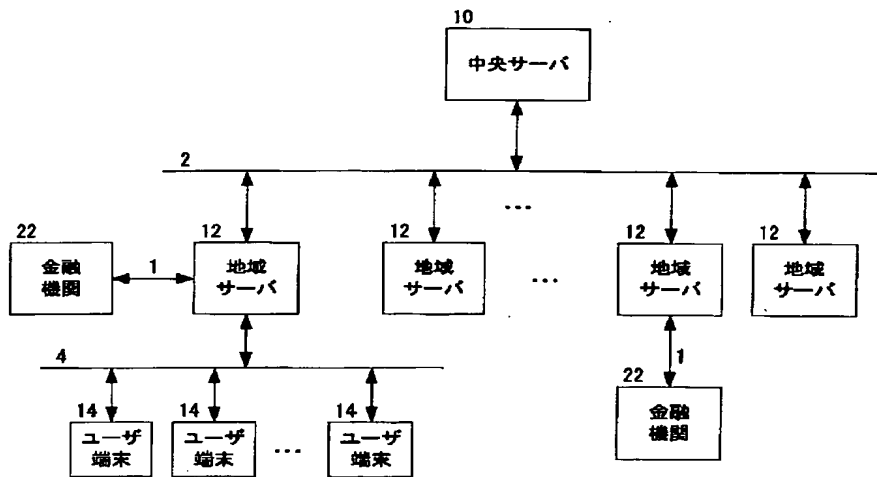 10
中央サーバ
2
...
22
金融
機関
1
12
地域
サーバ
12
地域
サーバ
...
12
地域
サーバ
12
地域
サーバ
4
1
14
ユーザ
端末
14
ユーザ
端末
...
14
ユーザ
端末
22
金融
機関